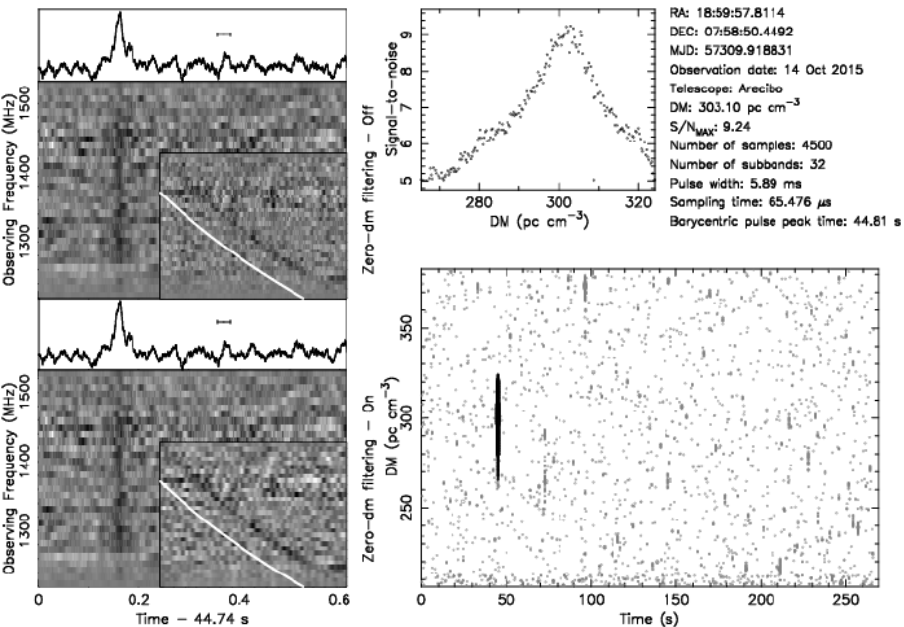 1500
1400
1300
Observing Frequency (MHz)
Zero-dm filtering - Off
1500
1400
1300
Observing Frequency (MHz)
Zero-dm filtering - On
0 0.2 0.4 0.6
Time - 44.74 s
9
8
7
6
5
Signal-to-noise
280 300 320
DM (pc cm⁻³)
RA: 18:59:57.8114
DEC: 07:58:50.4492
MJD: 57309.918831
Observation date: 14 Oct 2015
Telescope: Arecibo
DM: 303.10 pc cm⁻³
S/N_MAX: 9.24
Number of samples: 4500
Number of subbands: 32
Pulse width: 5.89 ms
Sampling time: 65.476 μs
Barycentric pulse peak time: 44.81 s
350
300
250
DM (pc cm⁻³)
0 50 100 150 200 250
Time (s)